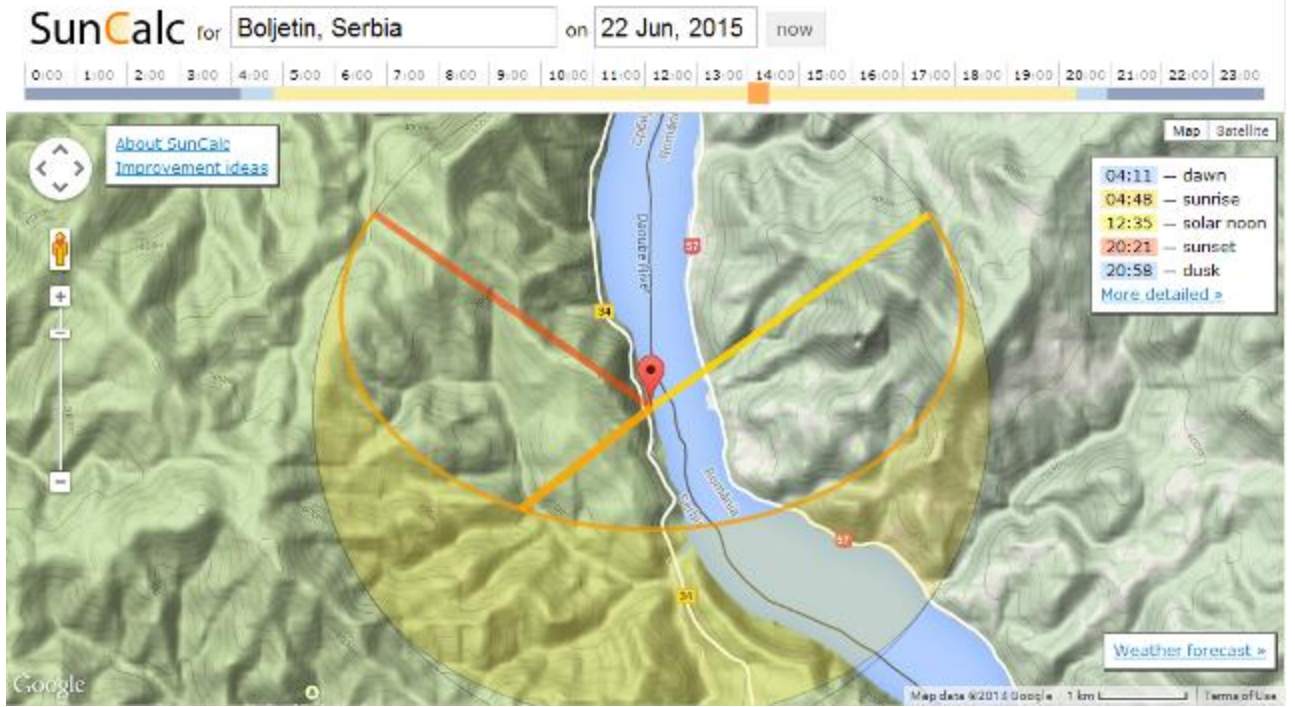 SunCalc for Boljetin, Serbia on 22 Jun, 2015 now
0:00 1:00 2:00 3:00 4:00 5:00 6:00 7:00 8:00 9:00 10:00 11:00 12:00 13:00 14:00 15:00 16:00 17:00 18:00 19:00 20:00 21:00 22:00 23:00
About SunCalc
Improvement ideas
Map Satellite
04:11 — dawn
04:48 — sunrise
12:35 — solar noon
20:21 — sunset
20:58 — dusk
More detailed »
57
34
România
57
34
Weather forecast »
Google
Map data ©2013 Google 1 km Terms of Use